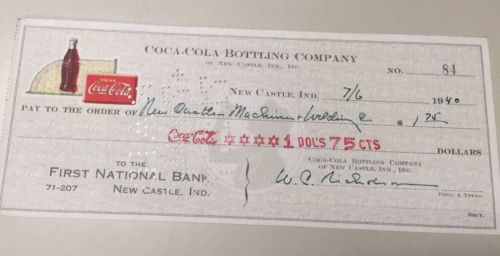 COCA-COLA BOTTLING COMPANY
OF NEW CASTLE, IND., INC.
NO. 84
DRINK
Coca-Cola
NEW CASTLE, IND. 7/6 1940
PAY TO THE ORDER OF New Castle Machine & Welding Co $ 1 75
Coca-Cola ☆☆☆☆ 1 DOL'S 75 CTS
DOLLARS
TO THE
FIRST NATIONAL BANK
71-207 NEW CASTLE, IND.
COCA-COLA BOTTLING COMPANY
OF NEW CASTLE, IND., INC.
W. C. Nicholson
PRES. & TREAS.
SECY.